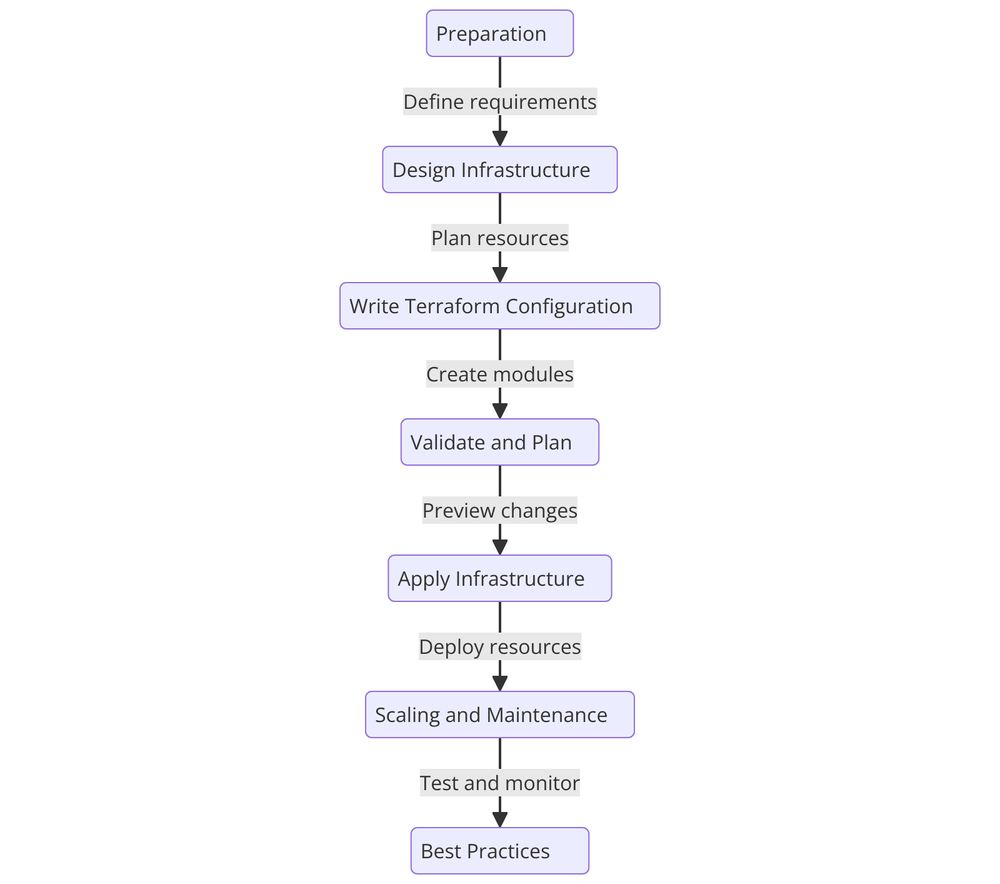 Preparation
Define requirements
Design Infrastructure
Plan resources
Write Terraform Configuration
Create modules
Validate and Plan
Preview changes
Apply Infrastructure
Deploy resources
Scaling and Maintenance
Test and monitor
Best Practices